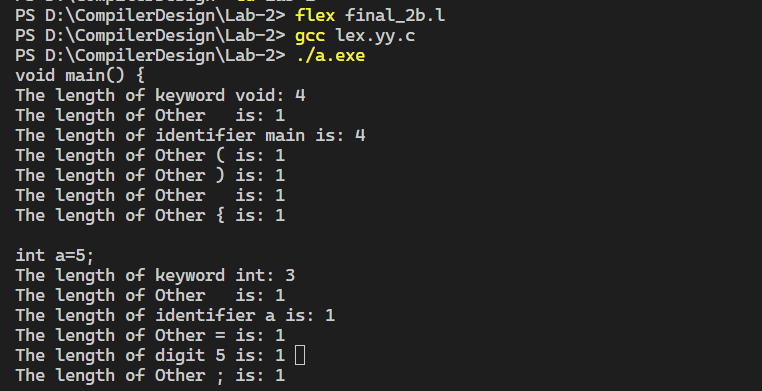 PS D:\CompilerDesign\Lab-2> flex final_2b.l
PS D:\CompilerDesign\Lab-2> gcc lex.yy.c
PS D:\CompilerDesign\Lab-2> ./a.exe
void main() {
The length of keyword void: 4
The length of Other   is: 1
The length of identifier main is: 4
The length of Other ( is: 1
The length of Other ) is: 1
The length of Other   is: 1
The length of Other { is: 1
int a=5;
The length of keyword int: 3
The length of Other   is: 1
The length of identifier a is: 1
The length of Other = is: 1
The length of digit 5 is: 1
The length of Other ; is: 1